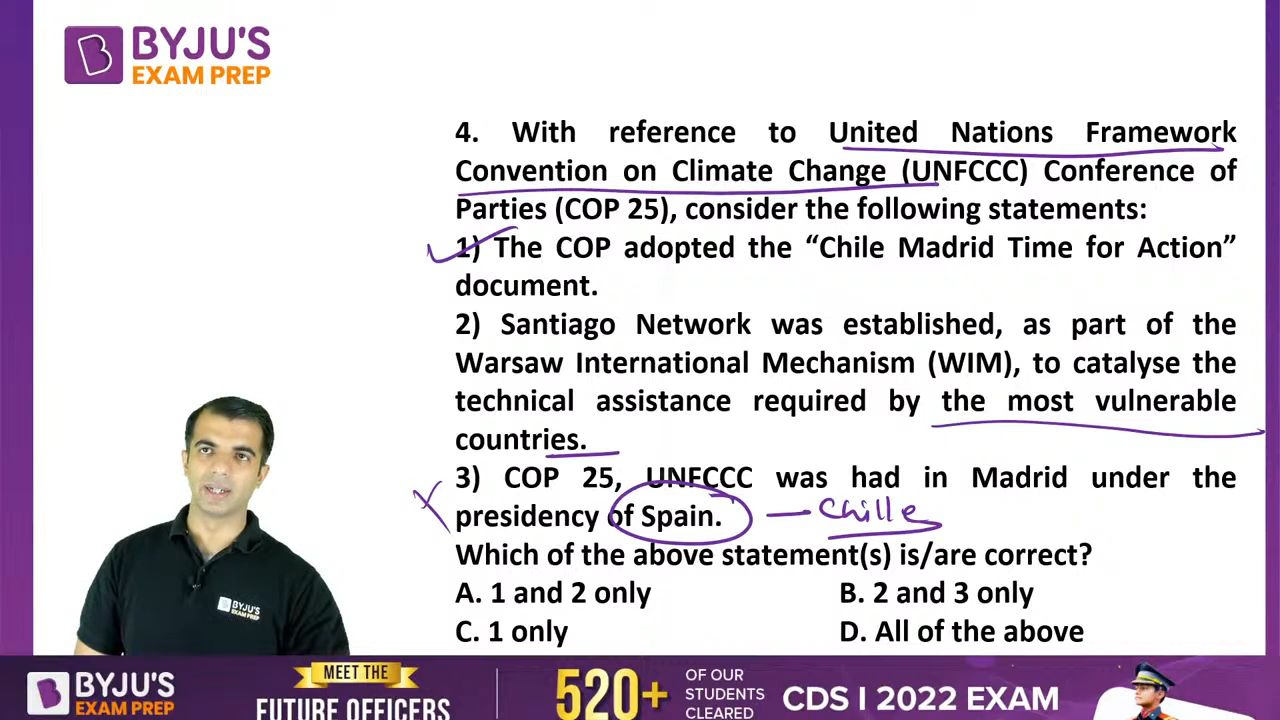 BYJU'S
EXAM PREP
4. With reference to United Nations Framework
Convention on Climate Change (UNFCCC) Conference of
Parties (COP 25), consider the following statements:
1) The COP adopted the “Chile Madrid Time for Action”
document.
2) Santiago Network was established, as part of the
Warsaw International Mechanism (WIM), to catalyse the
technical assistance required by the most vulnerable
countries.
3) COP 25, UNFCCC was had in Madrid under the
presidency of Spain. — Chille
Which of the above statement(s) is/are correct?
A. 1 and 2 only B. 2 and 3 only
C. 1 only D. All of the above
BYJU'S
EXAM PREP
BYJU'S
EXAM PREP
MEET THE
FUTURE OFFICERS
520+
OF OUR
STUDENTS
CLEARED
CDS I 2022 EXAM